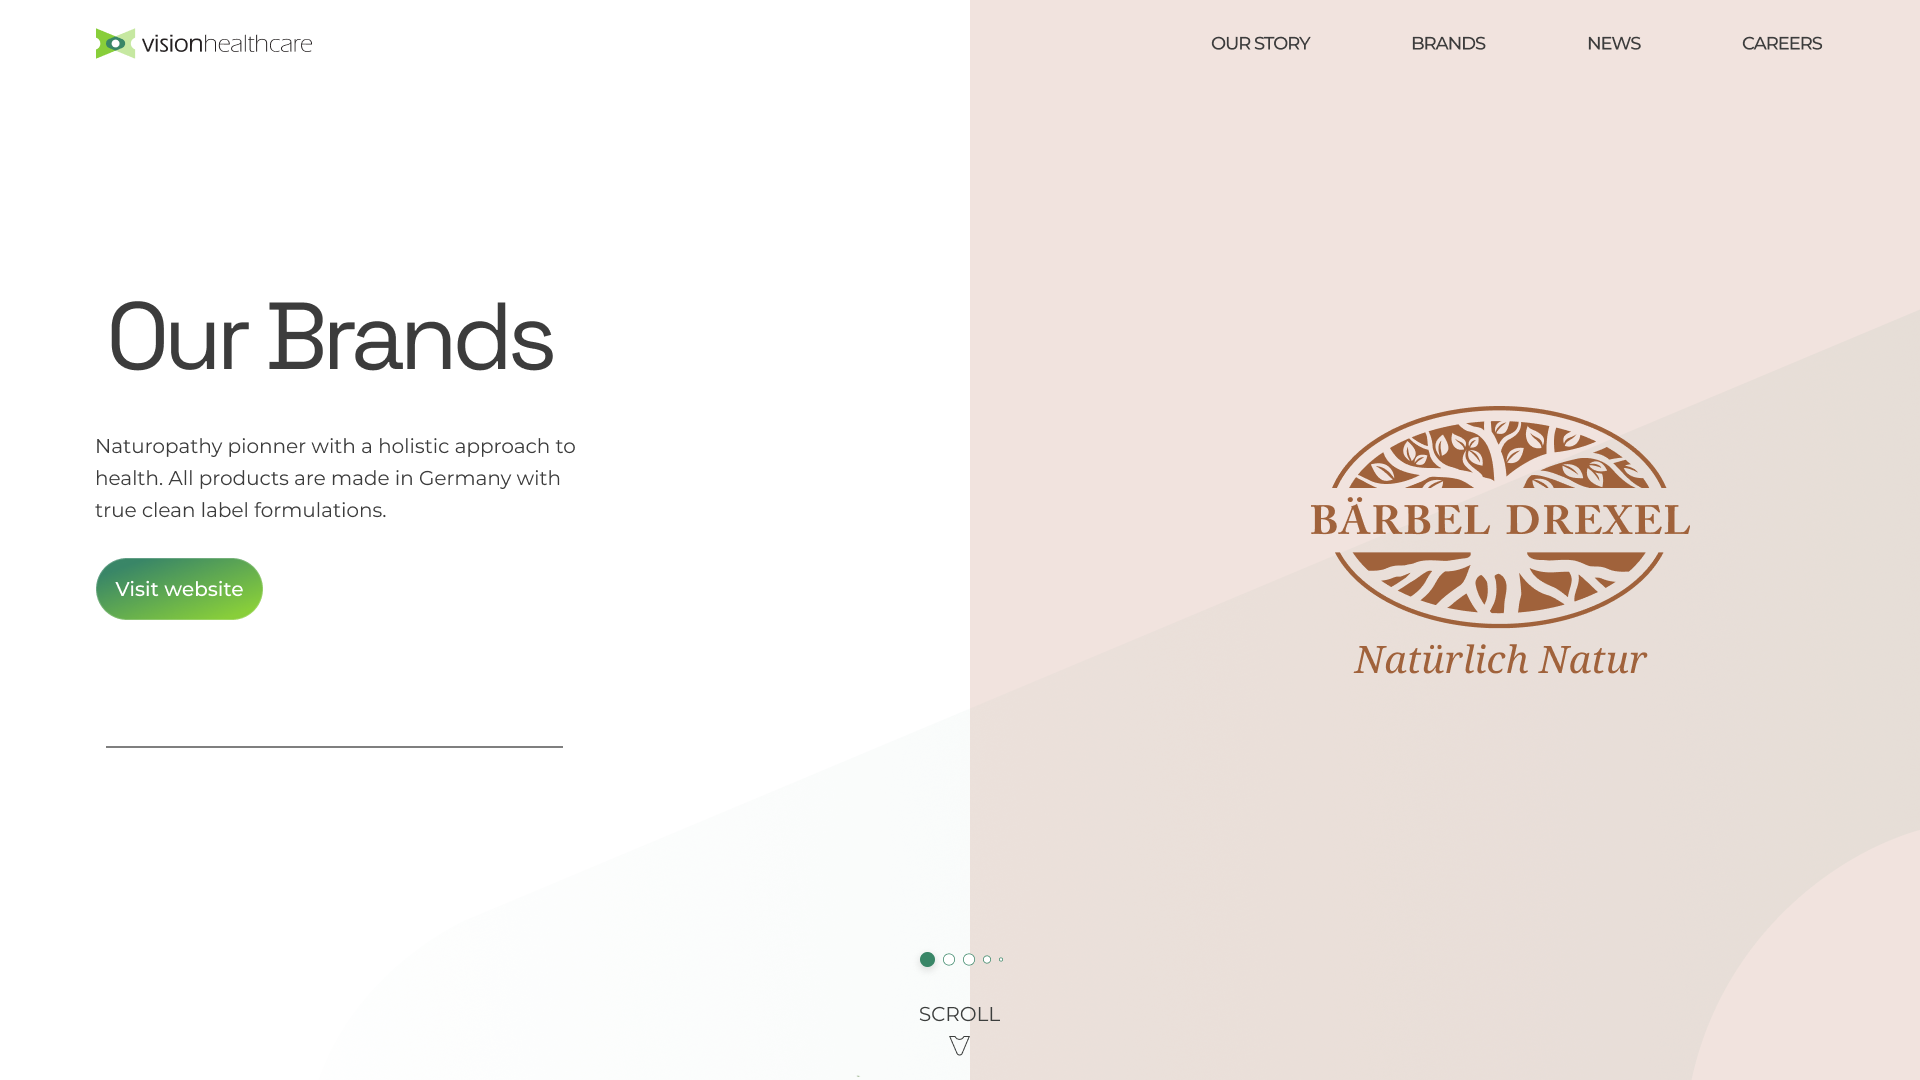 visionhealthcare
OUR STORY
BRANDS
NEWS
CAREERS
Our Brands
Naturopathy pionner with a holistic approach to
health. All products are made in Germany with
true clean label formulations.
Visit website
BÄRBEL DREXEL
Natürlich Natur
SCROLL